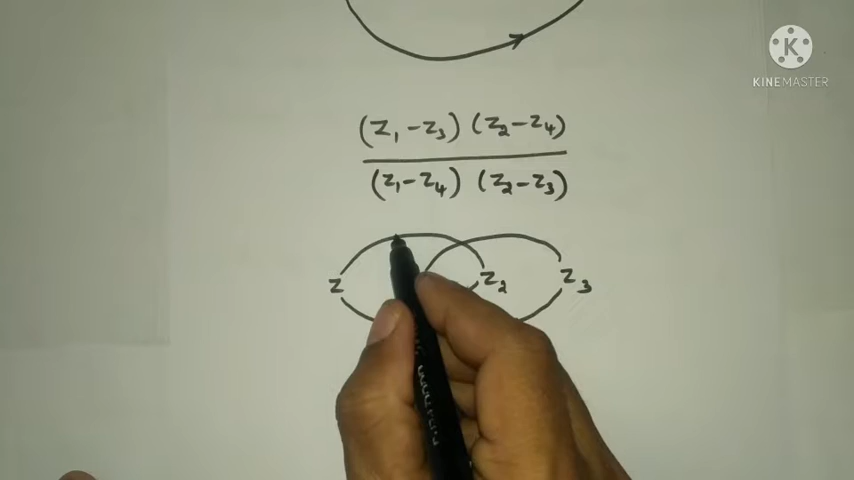 K
KINEMASTER
(Z₁-Z₃) (Z₂-Z₄)
(Z₁-Z₄) (Z₂-Z₃)
Z Z₂ Z₃